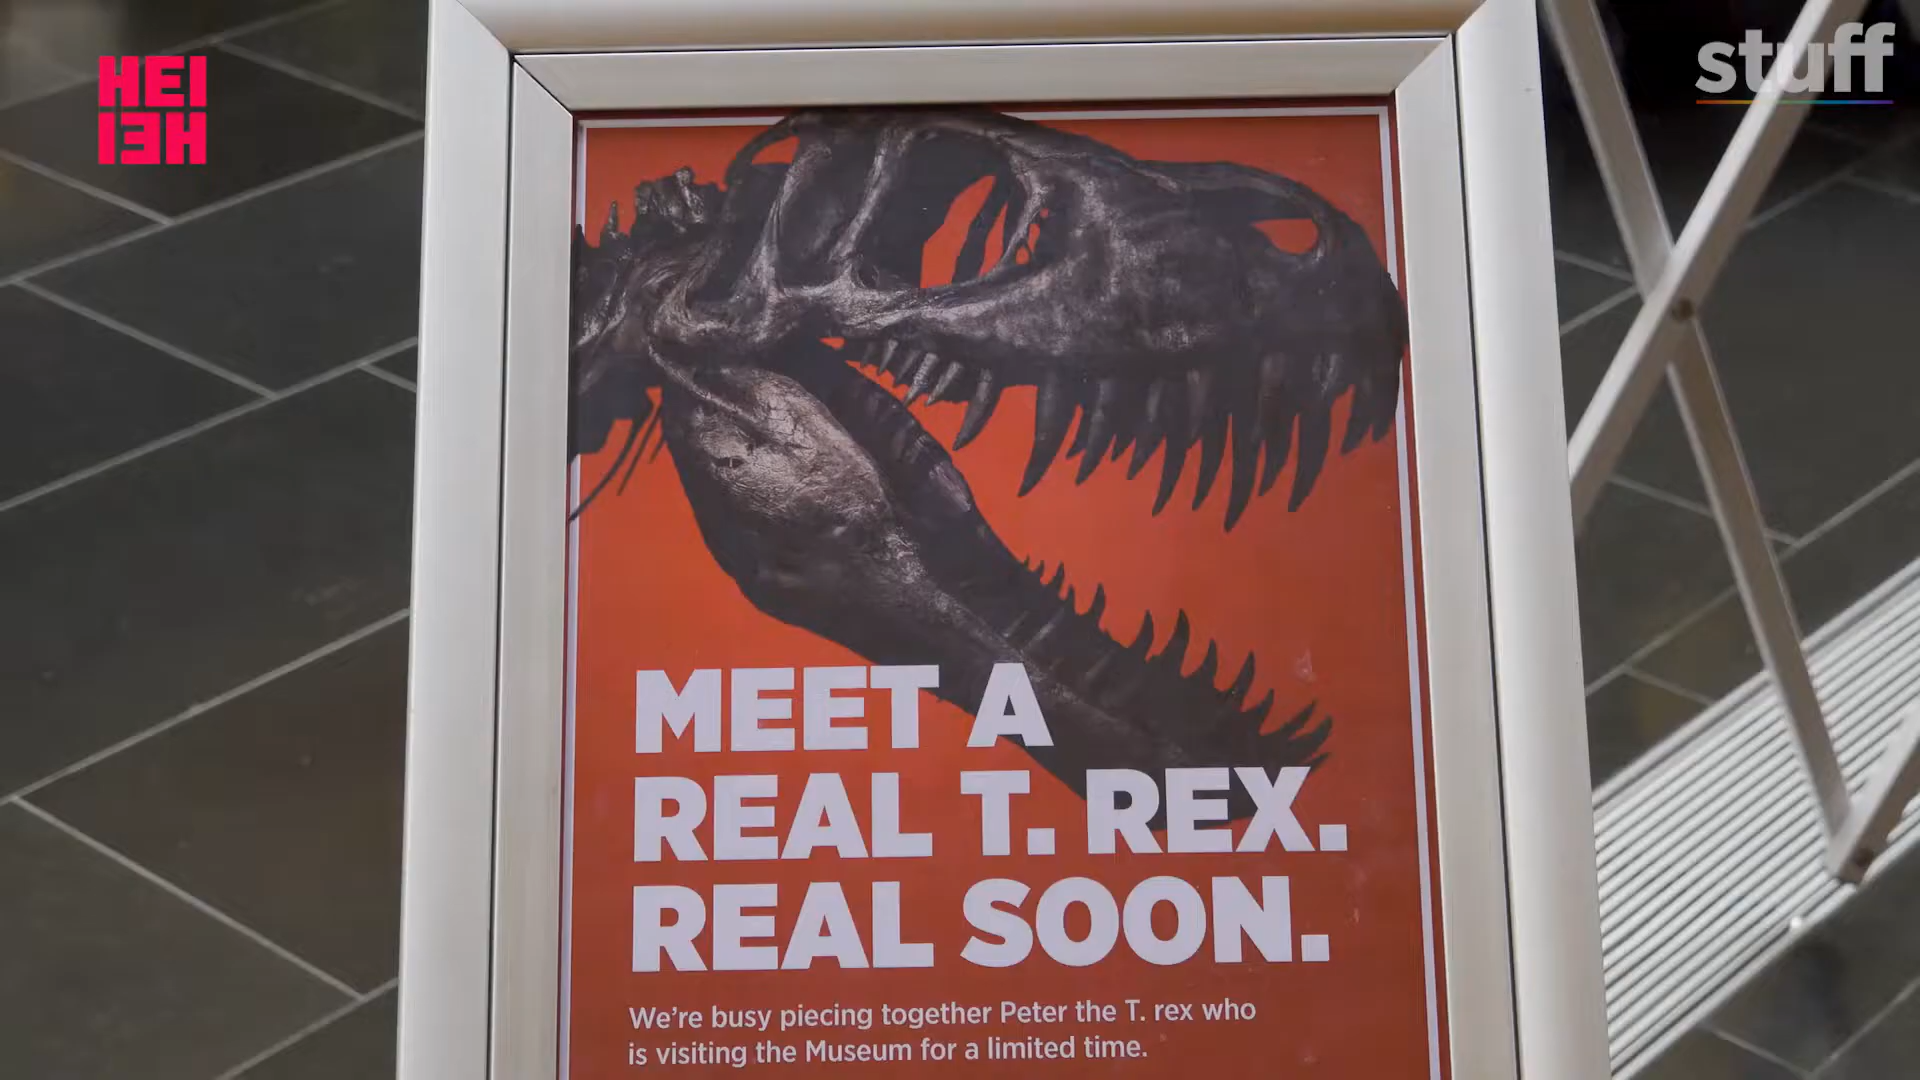 HEI
HEI
stuff
MEET A
REAL T. REX.
REAL SOON.
We're busy piecing together Peter the T. rex who
is visiting the Museum for a limited time.